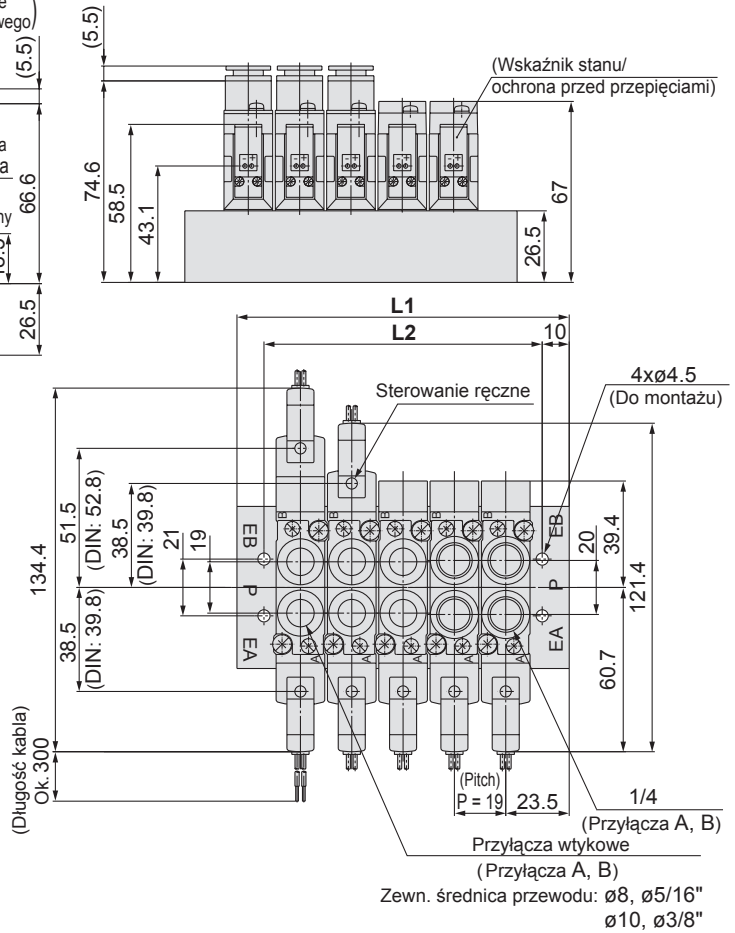 wego)
(5.5)
66.6
26.5
(5.5)
74.6
58.5
43.1
(Wskaźnik stanu/
ochrona przed przepięciami)
67
26.5
L1
L2
10
4xø4.5
(Do montażu)
Sterowanie ręczne
134.4
51.5
(DIN: 52.8)
38.5
(DIN: 39.8)
21
19
38.5
(DIN: 39.8)
EB
P
EA
B
B
B
B
B
A
A
A
A
A
EB
P
EA
20
39.4
60.7
121.4
(Długość kabla)
Ok.300
(Pitch)
P = 19
23.5
1/4
(Przyłącza A, B)
Przyłącza wtykowe
(Przyłącza A, B)
Zewn. średnica przewodu: ø8, ø5/16"
ø10, ø3/8"